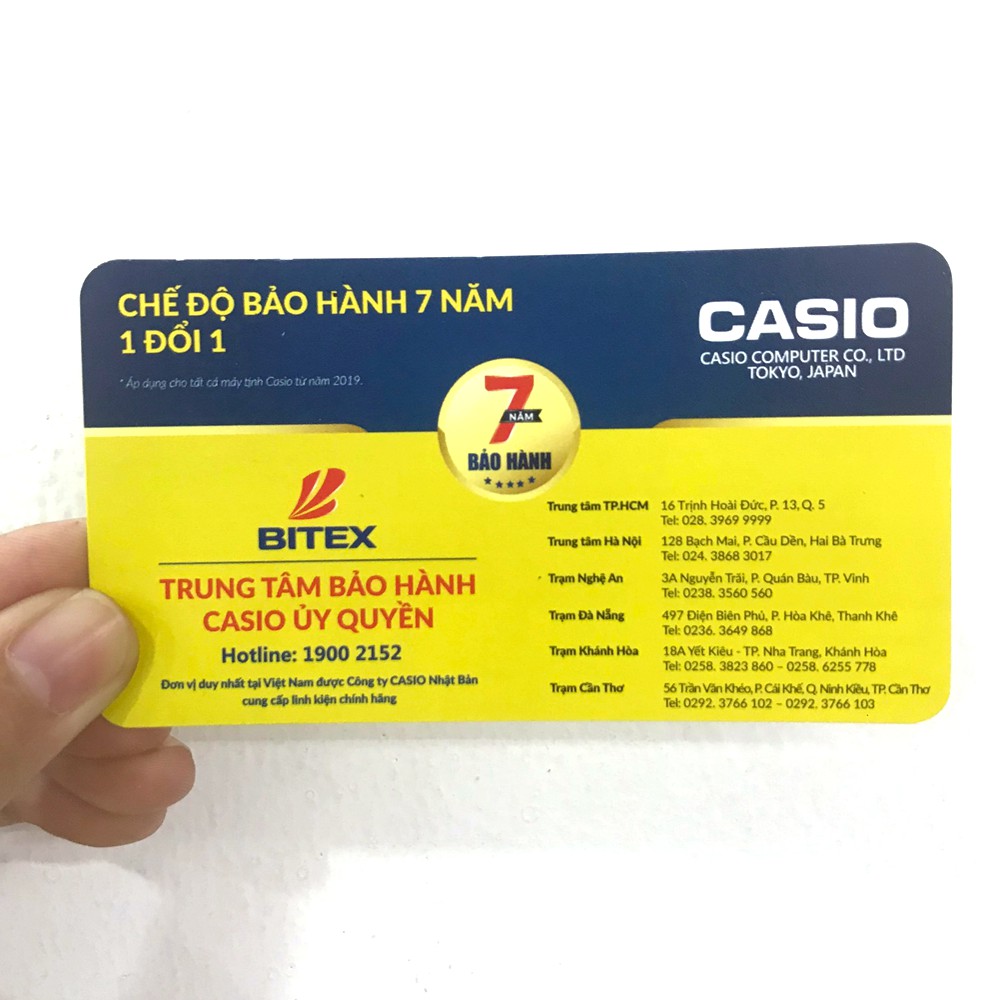 CHẾ ĐỘ BẢO HÀNH 7 NĂM
1 ĐỔI 1
* Áp dụng cho tất cả máy tính Casio từ năm 2019.
CASIO
CASIO COMPUTER CO., LTD
TOKYO, JAPAN
7
NĂM
BẢO HÀNH
BITEX
TRUNG TÂM BẢO HÀNH
CASIO ỦY QUYỀN
Hotline: 1900 2152
Đơn vị duy nhất tại Việt Nam được Công ty CASIO Nhật Bản
cung cấp linh kiện chính hãng
Trung tâm TP.HCM 16 Trịnh Hoài Đức, P. 13, Q. 5
Tel: 028. 3969 9999
Trung tâm Hà Nội 128 Bạch Mai, P. Cầu Dền, Hai Bà Trưng
Tel: 024. 3868 3017
Trạm Nghệ An 3A Nguyễn Trãi, P. Quán Bàu, TP. Vinh
Tel: 0238. 3560 560
Trạm Đà Nẵng 497 Điện Biên Phủ, P. Hòa Khê, Thanh Khê
Tel: 0236. 3649 868
Trạm Khánh Hòa 18A Yết Kiêu - TP. Nha Trang, Khánh Hòa
Tel: 0258. 3823 860 – 0258. 6255 778
Trạm Cần Thơ 56 Trần Văn Khéo, P. Cái Khế, Q. Ninh Kiều, TP. Cần Thơ
Tel: 0292. 3766 102 – 0292. 3766 103